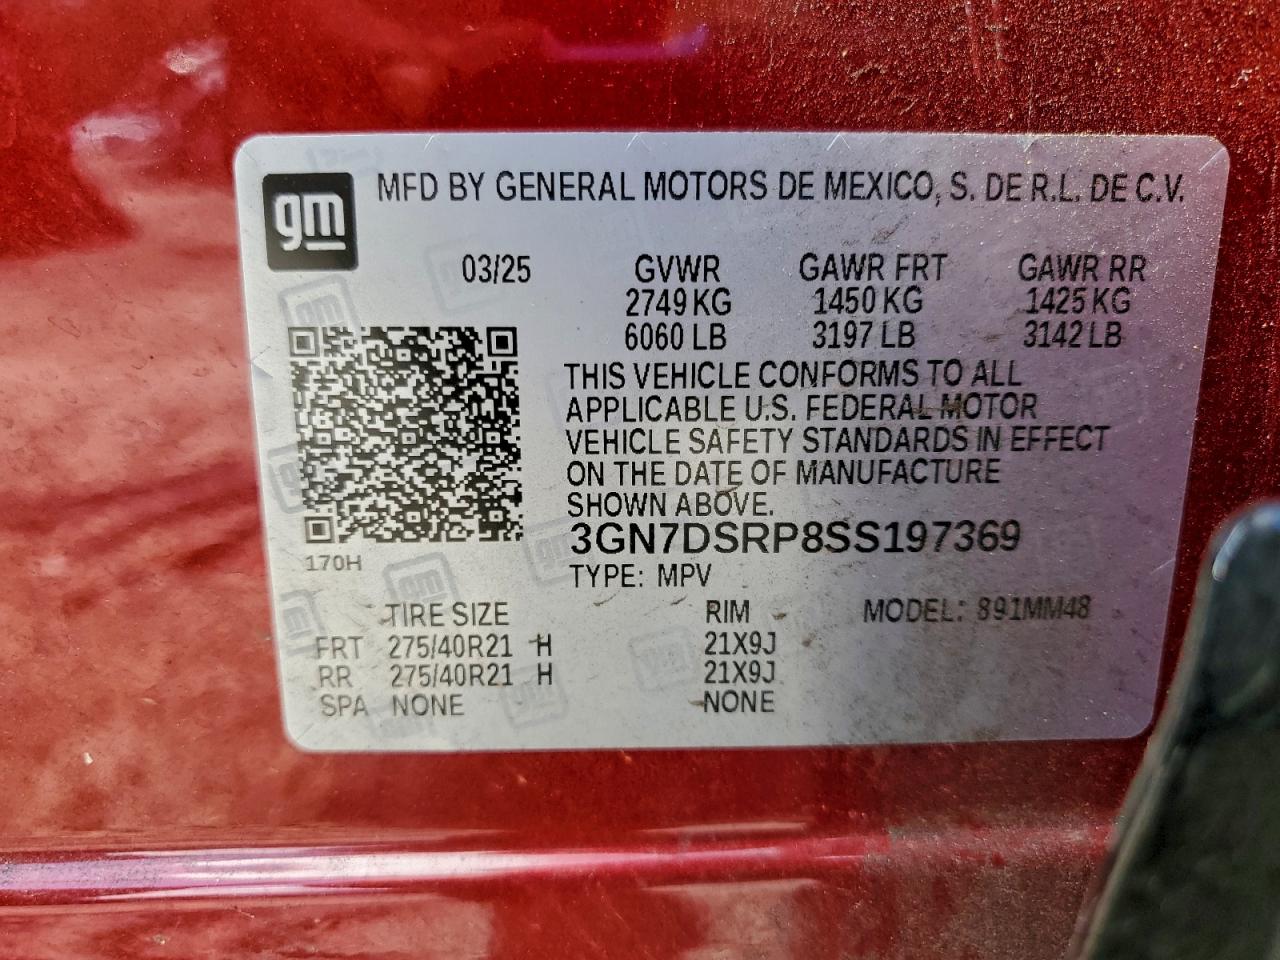 gm
MFD BY GENERAL MOTORS DE MEXICO, S. DE R.L. DE C.V.
03/25 GVWR GAWR FRT GAWR RR
2749 KG 1450 KG 1425 KG
6060 LB 3197 LB 3142 LB
THIS VEHICLE CONFORMS TO ALL
APPLICABLE U.S. FEDERAL MOTOR
VEHICLE SAFETY STANDARDS IN EFFECT
ON THE DATE OF MANUFACTURE
SHOWN ABOVE.
3GN7DSRP8SS197369
170H
TYPE: MPV
TIRE SIZE RIM MODEL: 891MM48
FRT 275/40R21 H 21X9J
RR 275/40R21 H 21X9J
SPA NONE NONE